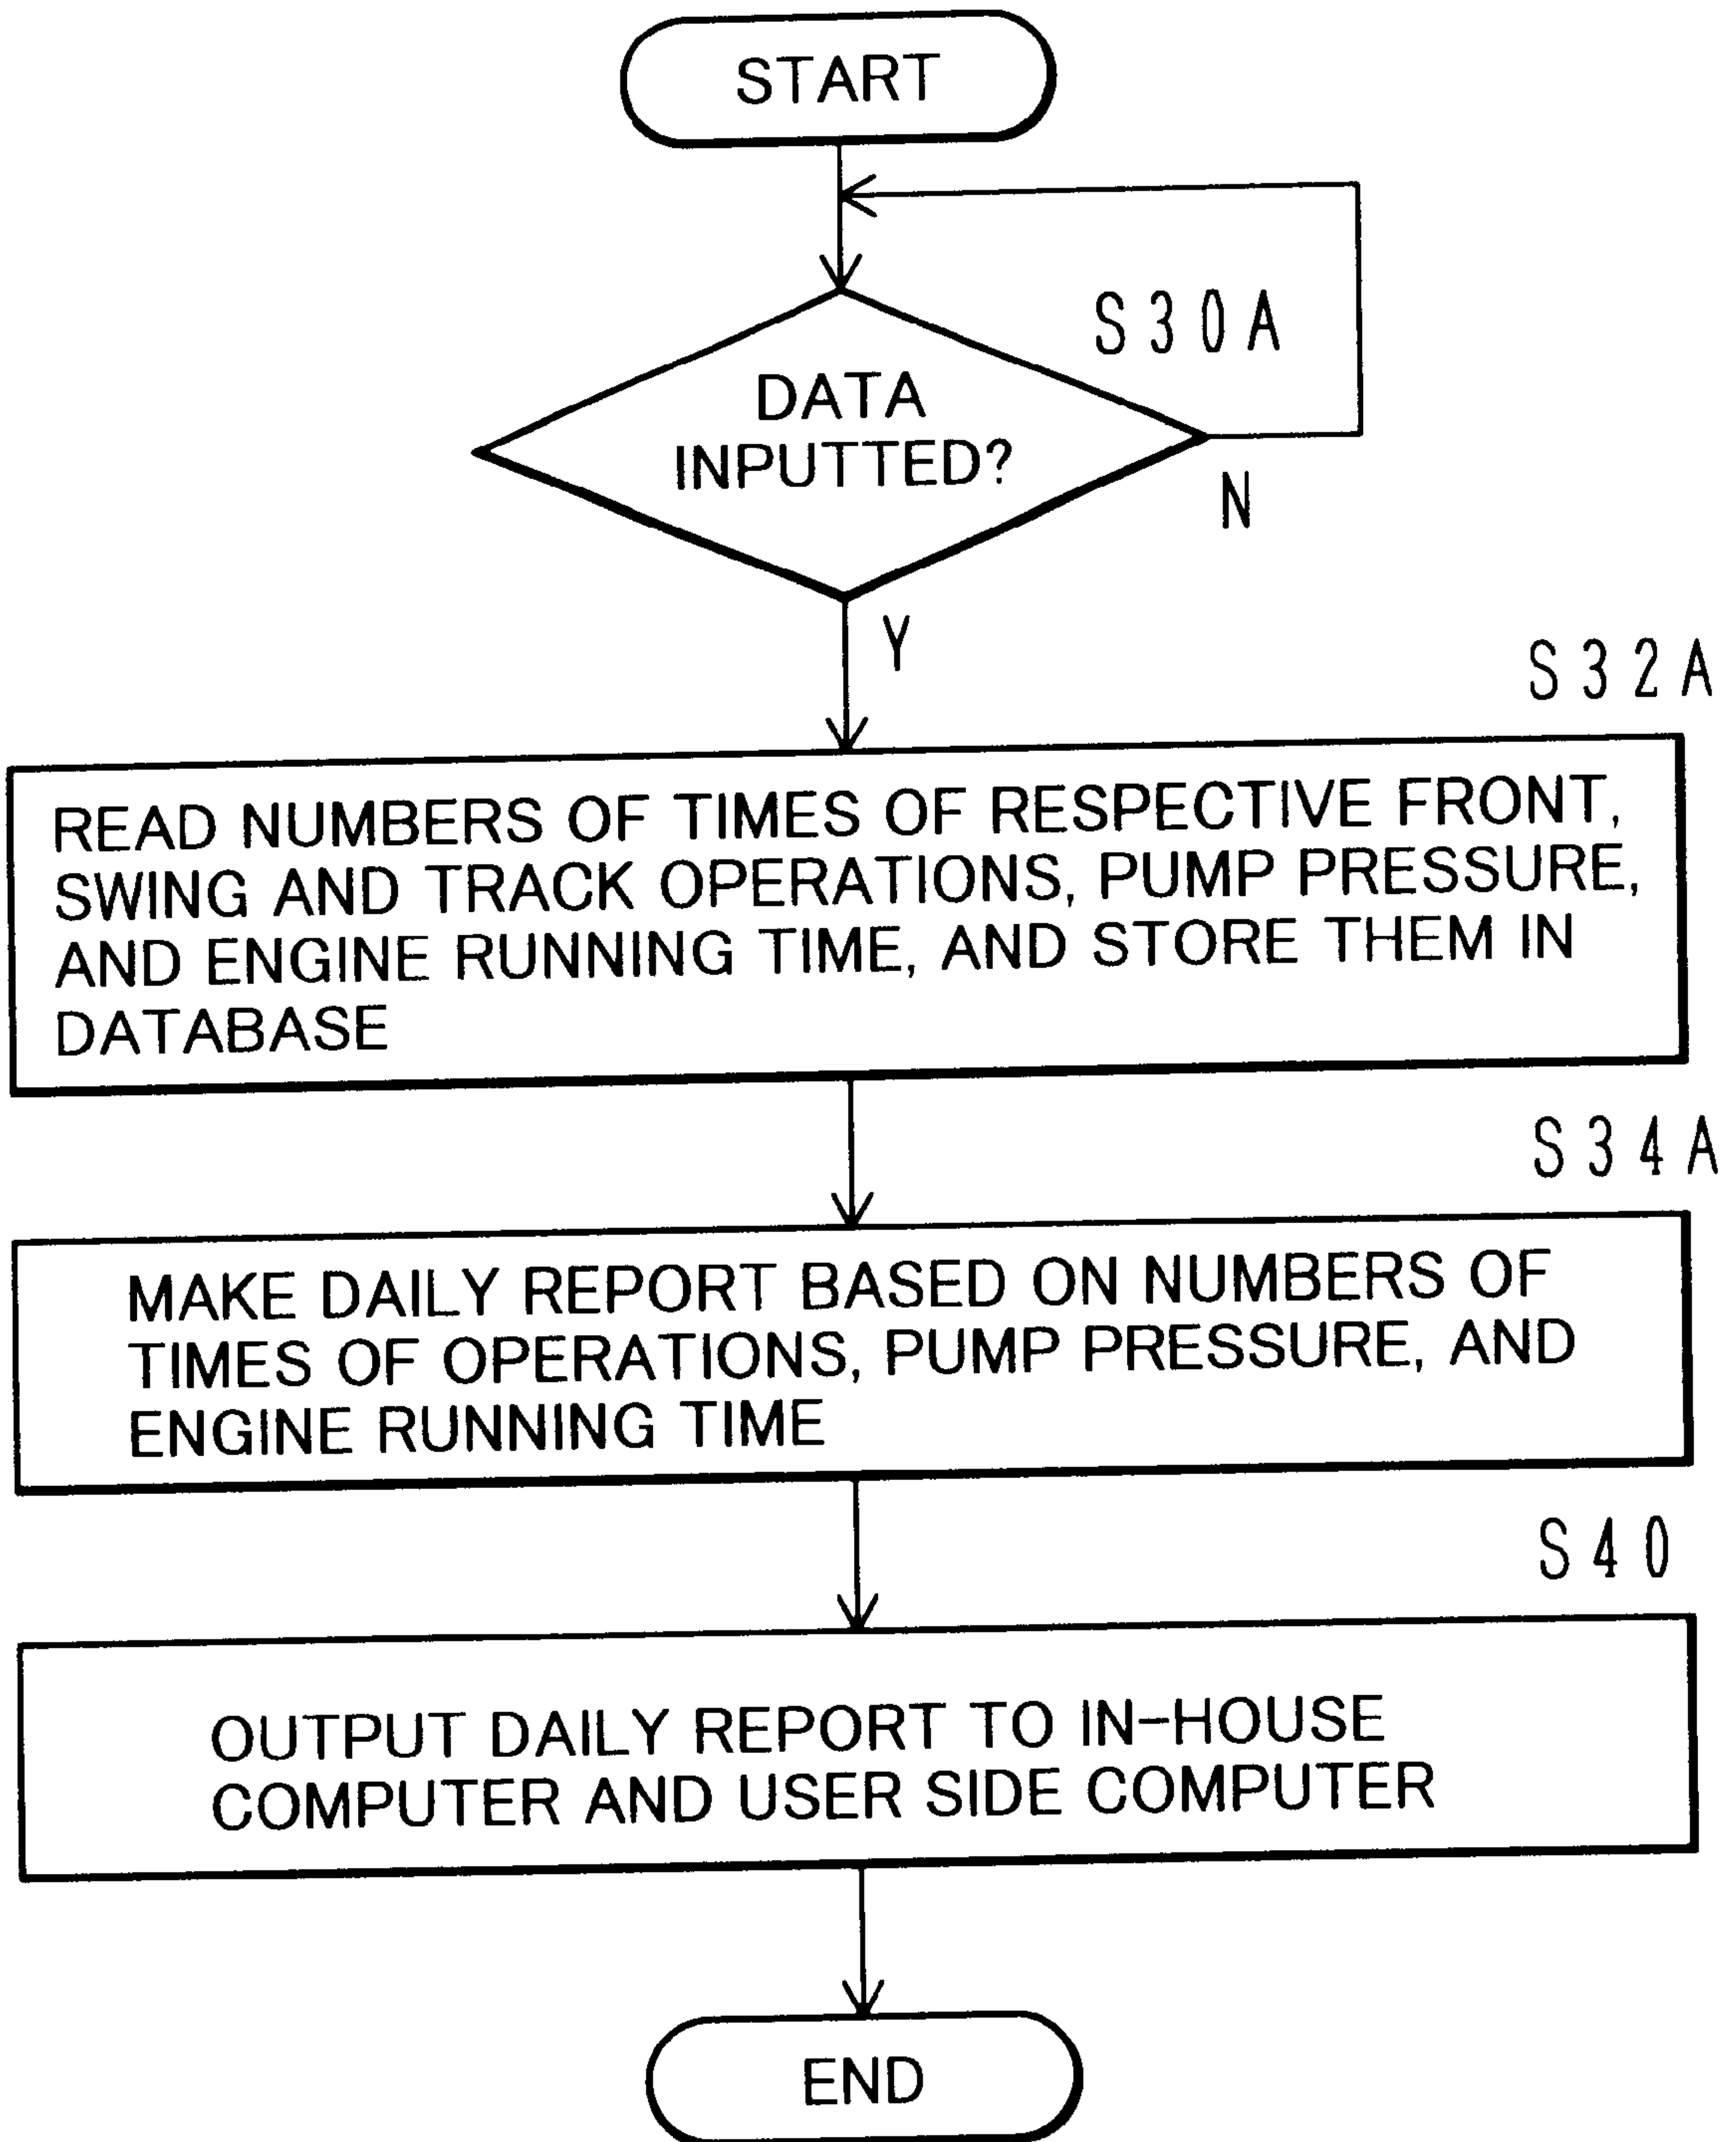 START
S30A
DATA
INPUTTED?
N
Y
S32A
READ NUMBERS OF TIMES OF RESPECTIVE FRONT,
SWING AND TRACK OPERATIONS, PUMP PRESSURE,
AND ENGINE RUNNING TIME, AND STORE THEM IN
DATABASE
S34A
MAKE DAILY REPORT BASED ON NUMBERS OF
TIMES OF OPERATIONS, PUMP PRESSURE, AND
ENGINE RUNNING TIME
S40
OUTPUT DAILY REPORT TO IN-HOUSE
COMPUTER AND USER SIDE COMPUTER
END